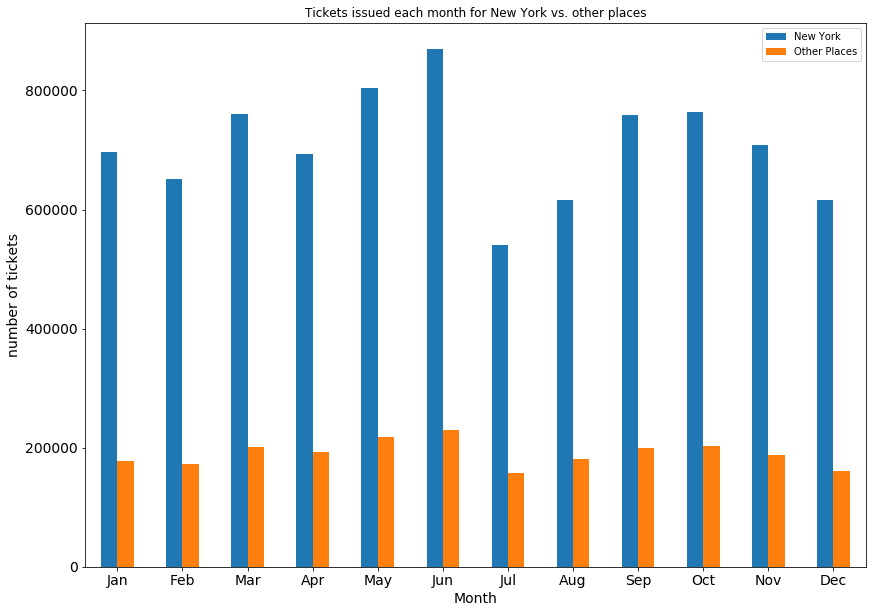 Tickets issued each month for New York vs. other places
New York
Other Places
800000
600000
400000
200000
0
number of tickets
Jan Feb Mar Apr May Jun Jul Aug Sep Oct Nov Dec
Month